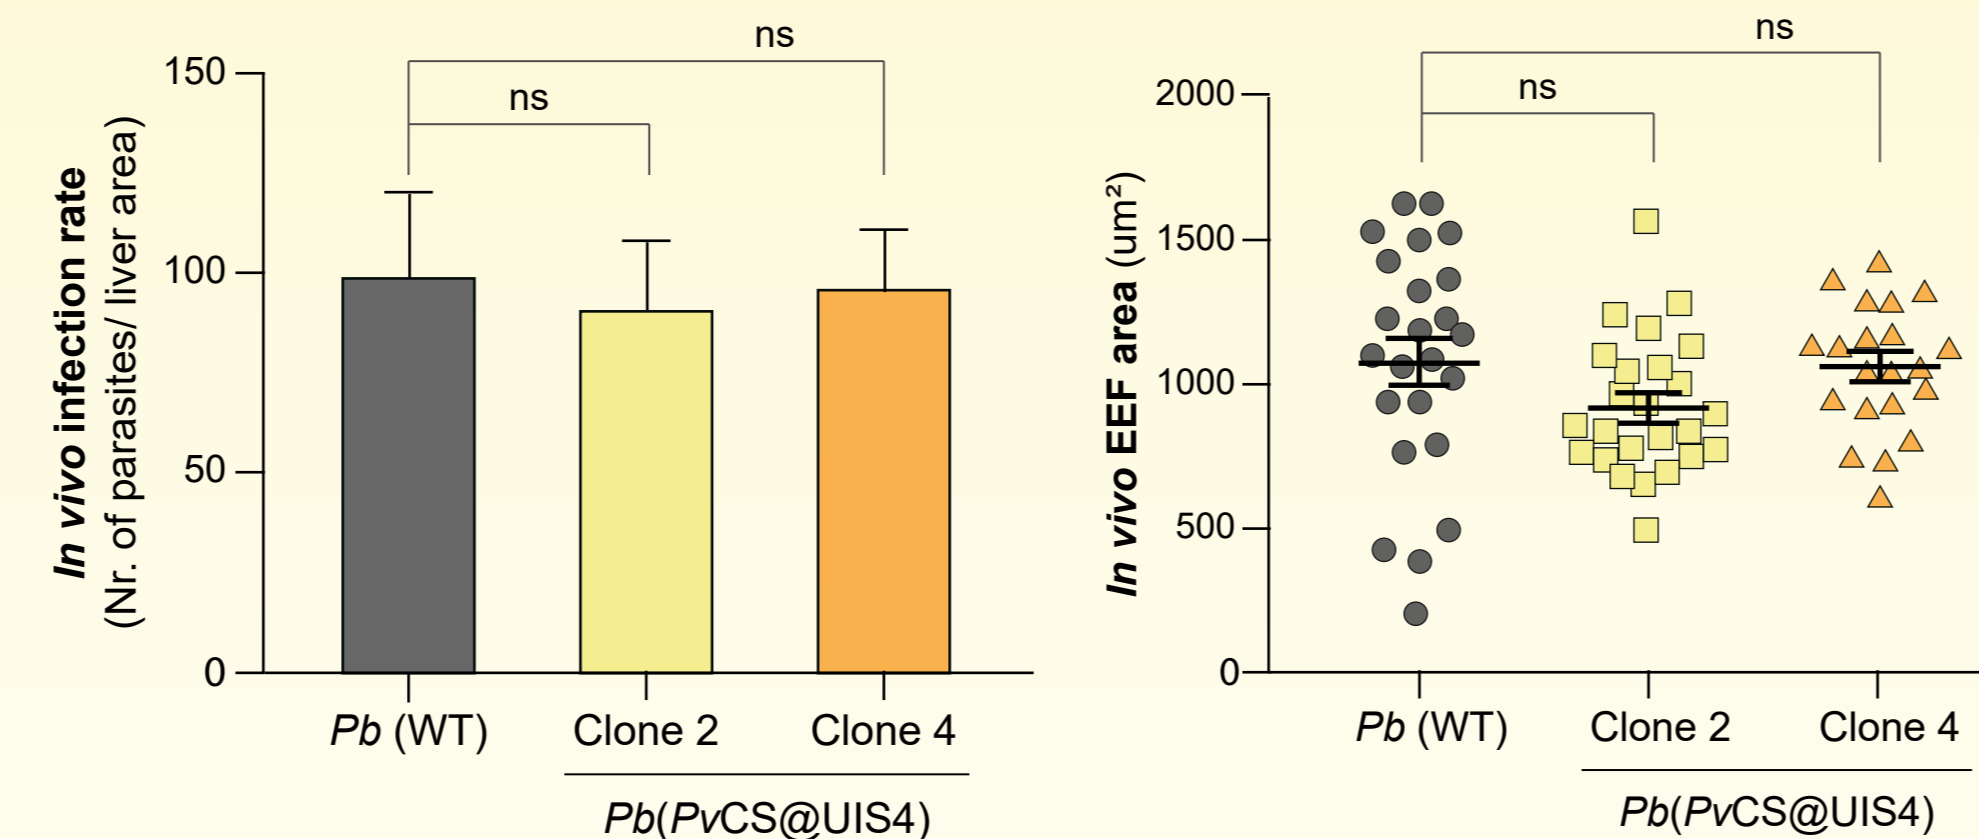 In vivo infection rate
(Nr. of parasites/ liver area)
150
100
50
0
ns
ns
Pb (WT)
Clone 2
Clone 4
Pb(PvCS@UIS4)
In vivo EEF area (um²)
2000
1500
1000
500
0
ns
ns
Pb (WT)
Clone 2
Clone 4
Pb(PvCS@UIS4)